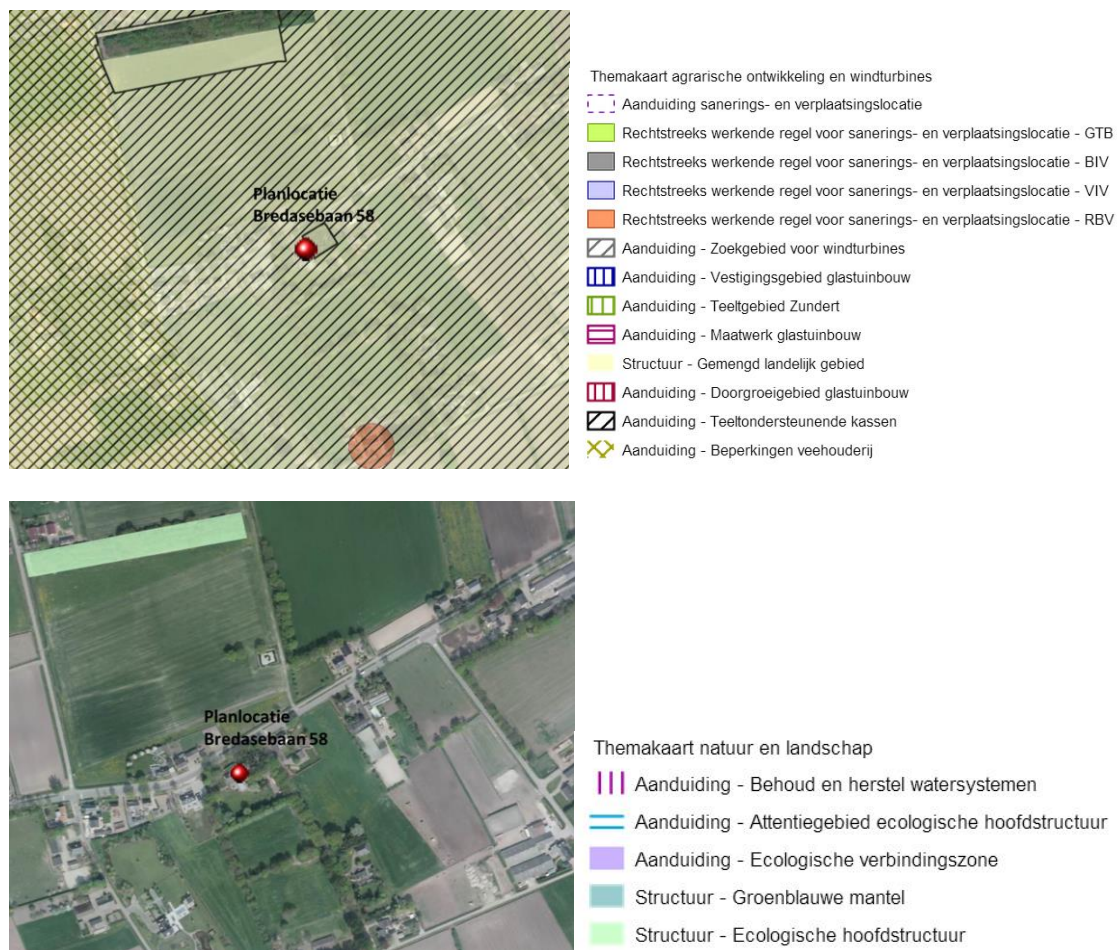 Planlocatie
Bredasebaan 58
Themakaart agrarische ontwikkeling en windturbines
Aanduiding sanerings- en verplaatsingslocatie
Rechtstreeks werkende regel voor sanerings- en verplaatsingslocatie - GTB
Rechtstreeks werkende regel voor sanerings- en verplaatsingslocatie - BIV
Rechtstreeks werkende regel voor sanerings- en verplaatsingslocatie - VIV
Rechtstreeks werkende regel voor sanerings- en verplaatsingslocatie - RBV
Aanduiding - Zoekgebied voor windturbines
Aanduiding - Vestigingsgebied glastuinbouw
Aanduiding - Teeltgebied Zundert
Aanduiding - Maatwerk glastuinbouw
Structuur - Gemengd landelijk gebied
Aanduiding - Doorgroeigebied glastuinbouw
Aanduiding - Teeltondersteunende kassen
Aanduiding - Beperkingen veehouderij
Planlocatie
Bredasebaan 58
Themakaart natuur en landschap
Aanduiding - Behoud en herstel watersystemen
Aanduiding - Attentiegebied ecologische hoofdstructuur
Aanduiding - Ecologische verbindingszone
Structuur - Groenblauwe mantel
Structuur - Ecologische hoofdstructuur